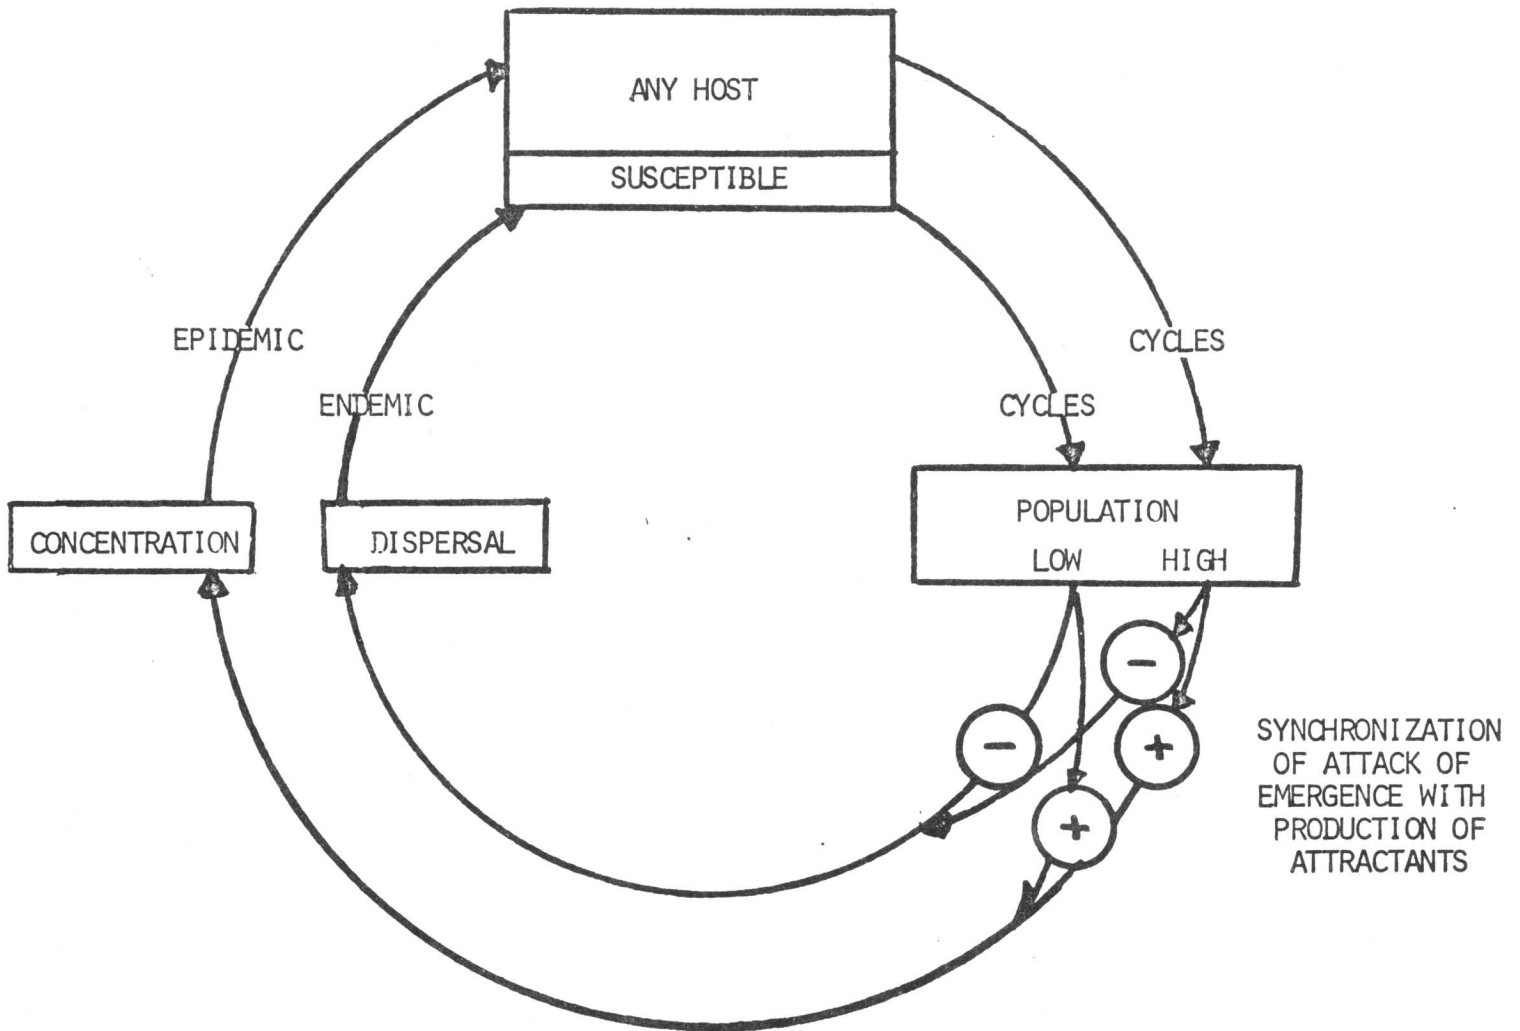 ANY HOST
SUSCEPTIBLE
EPIDEMIC
CYCLES
ENDEMIC
CYCLES
CONCENTRATION
DISPERSAL
POPULATION
LOW HIGH
−
−
+
+
SYNCHRONIZATION
OF ATTACK OF
EMERGENCE WITH
PRODUCTION OF
ATTRACTANTS